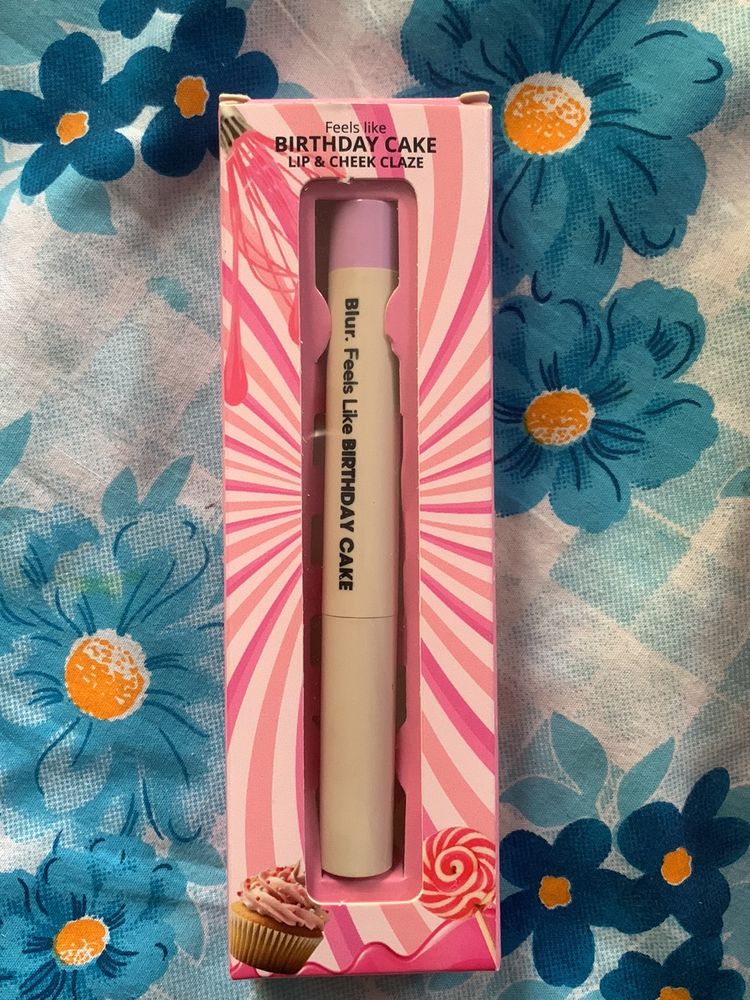 Feels like
BIRTHDAY CAKE
LIP & CHEEK CLAZE
Blur. Feels Like BIRTHDAY CAKE